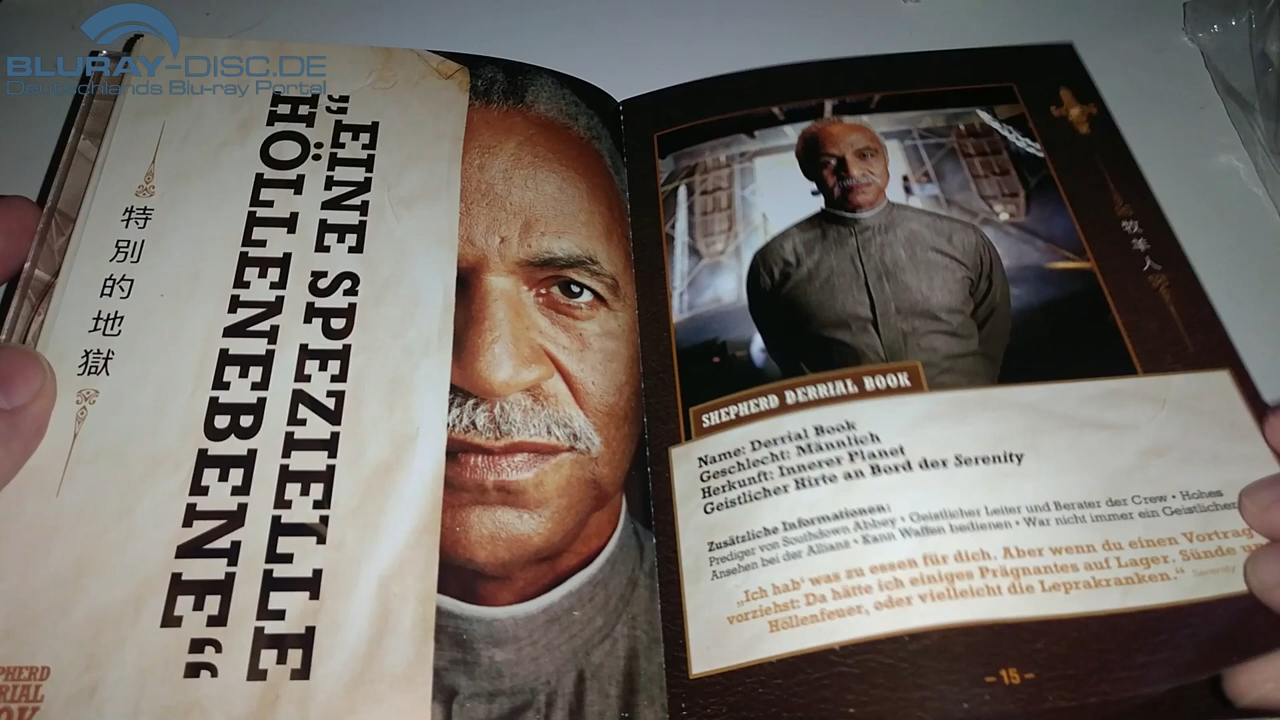 BLURAY-DISC.DE
Deutschlands Blu-ray Portal
特別的地獄
„EINE SPEZIELLE
HÖLLENEBENE“
牧羊人
SHEPHERD DERRIAL BOOK
Name: Derrial Book
Geschlecht: Männlich
Herkunft: Innerer Planet
Geistlicher Hirte an Bord der Serenity
Zusätzliche Informationen:
Prediger von Southdown Abbey • Geistlicher Leiter und Berater der Crew • Hohes
Ansehen bei der Allianz • Kann Waffen bedienen • War nicht immer ein Geistlicher
„Ich hab‘ was zu essen für dich. Aber wenn du einen Vortrag
vorziehst: Da hätte ich einiges Prägnantes auf Lager. Sünde
Höllenfeuer, oder vielleicht die Leprakranken.“ Serenity
– 15 –